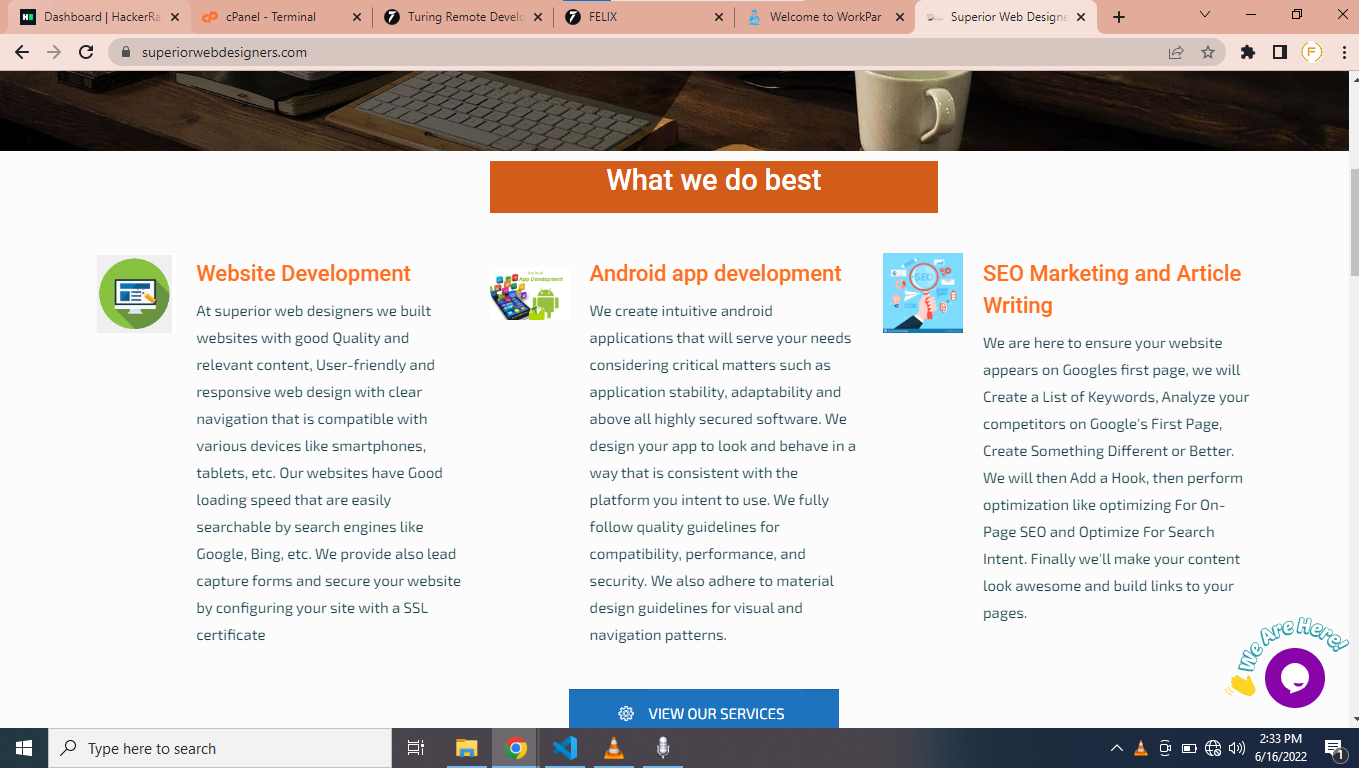 Dashboard | HackerRa
cPanel - Terminal
Turing Remote Develo
FELIX
Welcome to WorkPar
Superior Web Designe
superiorwebdesigners.com
F
What we do best
Website Development
At superior web designers we built
websites with good Quality and
relevant content, User-friendly and
responsive web design with clear
navigation that is compatible with
various devices like smartphones,
tablets, etc. Our websites have Good
loading speed that are easily
searchable by search engines like
Google, Bing, etc. We provide also lead
capture forms and secure your website
by configuring your site with a SSL
certificate
Android
App Development
Android app development
We create intuitive android
applications that will serve your needs
considering critical matters such as
application stability, adaptability and
above all highly secured software. We
design your app to look and behave in a
way that is consistent with the
platform you intent to use. We fully
follow quality guidelines for
compatibility, performance, and
security. We also adhere to material
design guidelines for visual and
navigation patterns.
SEO
SEO Marketing and Article
Writing
We are here to ensure your website
appears on Googles first page, we will
Create a List of Keywords, Analyze your
competitors on Google's First Page,
Create Something Different or Better.
We will then Add a Hook, then perform
optimization like optimizing For On-
Page SEO and Optimize For Search
Intent. Finally we'll make your content
look awesome and build links to your
pages.
We Are Here!
VIEW OUR SERVICES
Type here to search
2:33 PM
6/16/2022
1